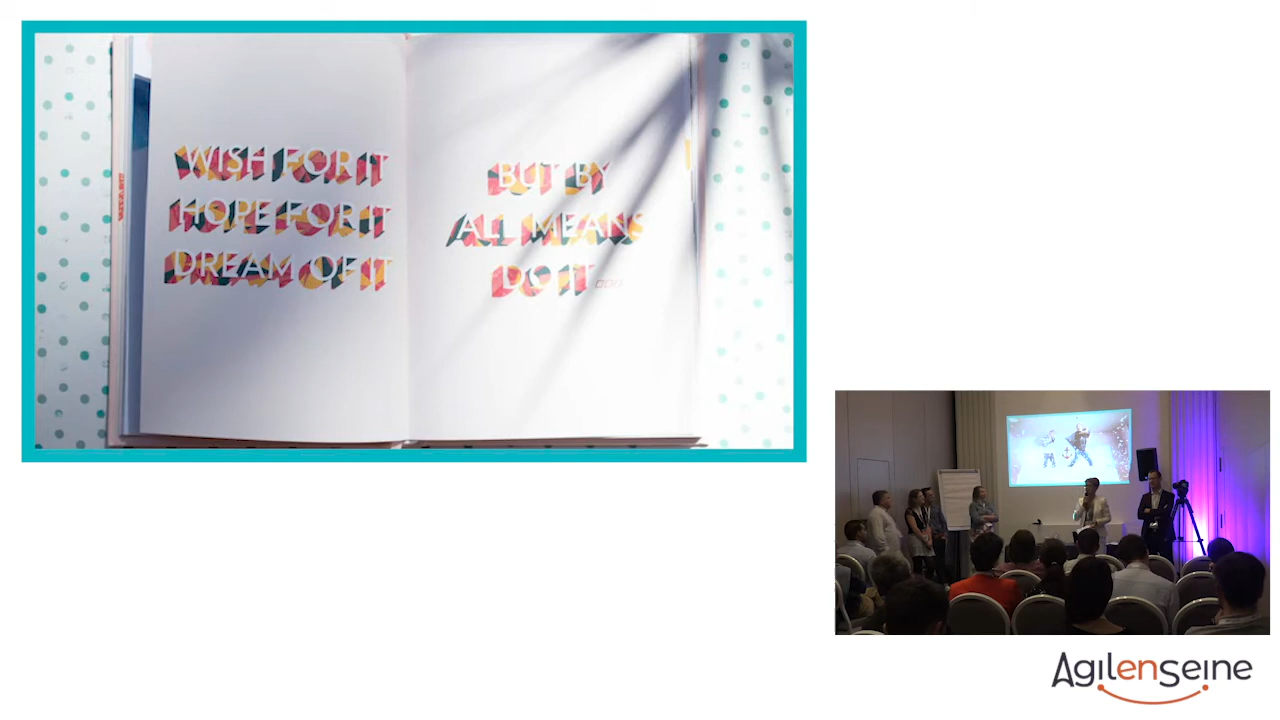 WISH FOR IT
HOPE FOR IT
DREAM OF IT
BUT BY
ALL MEANS
DO IT ...
Agilenseine